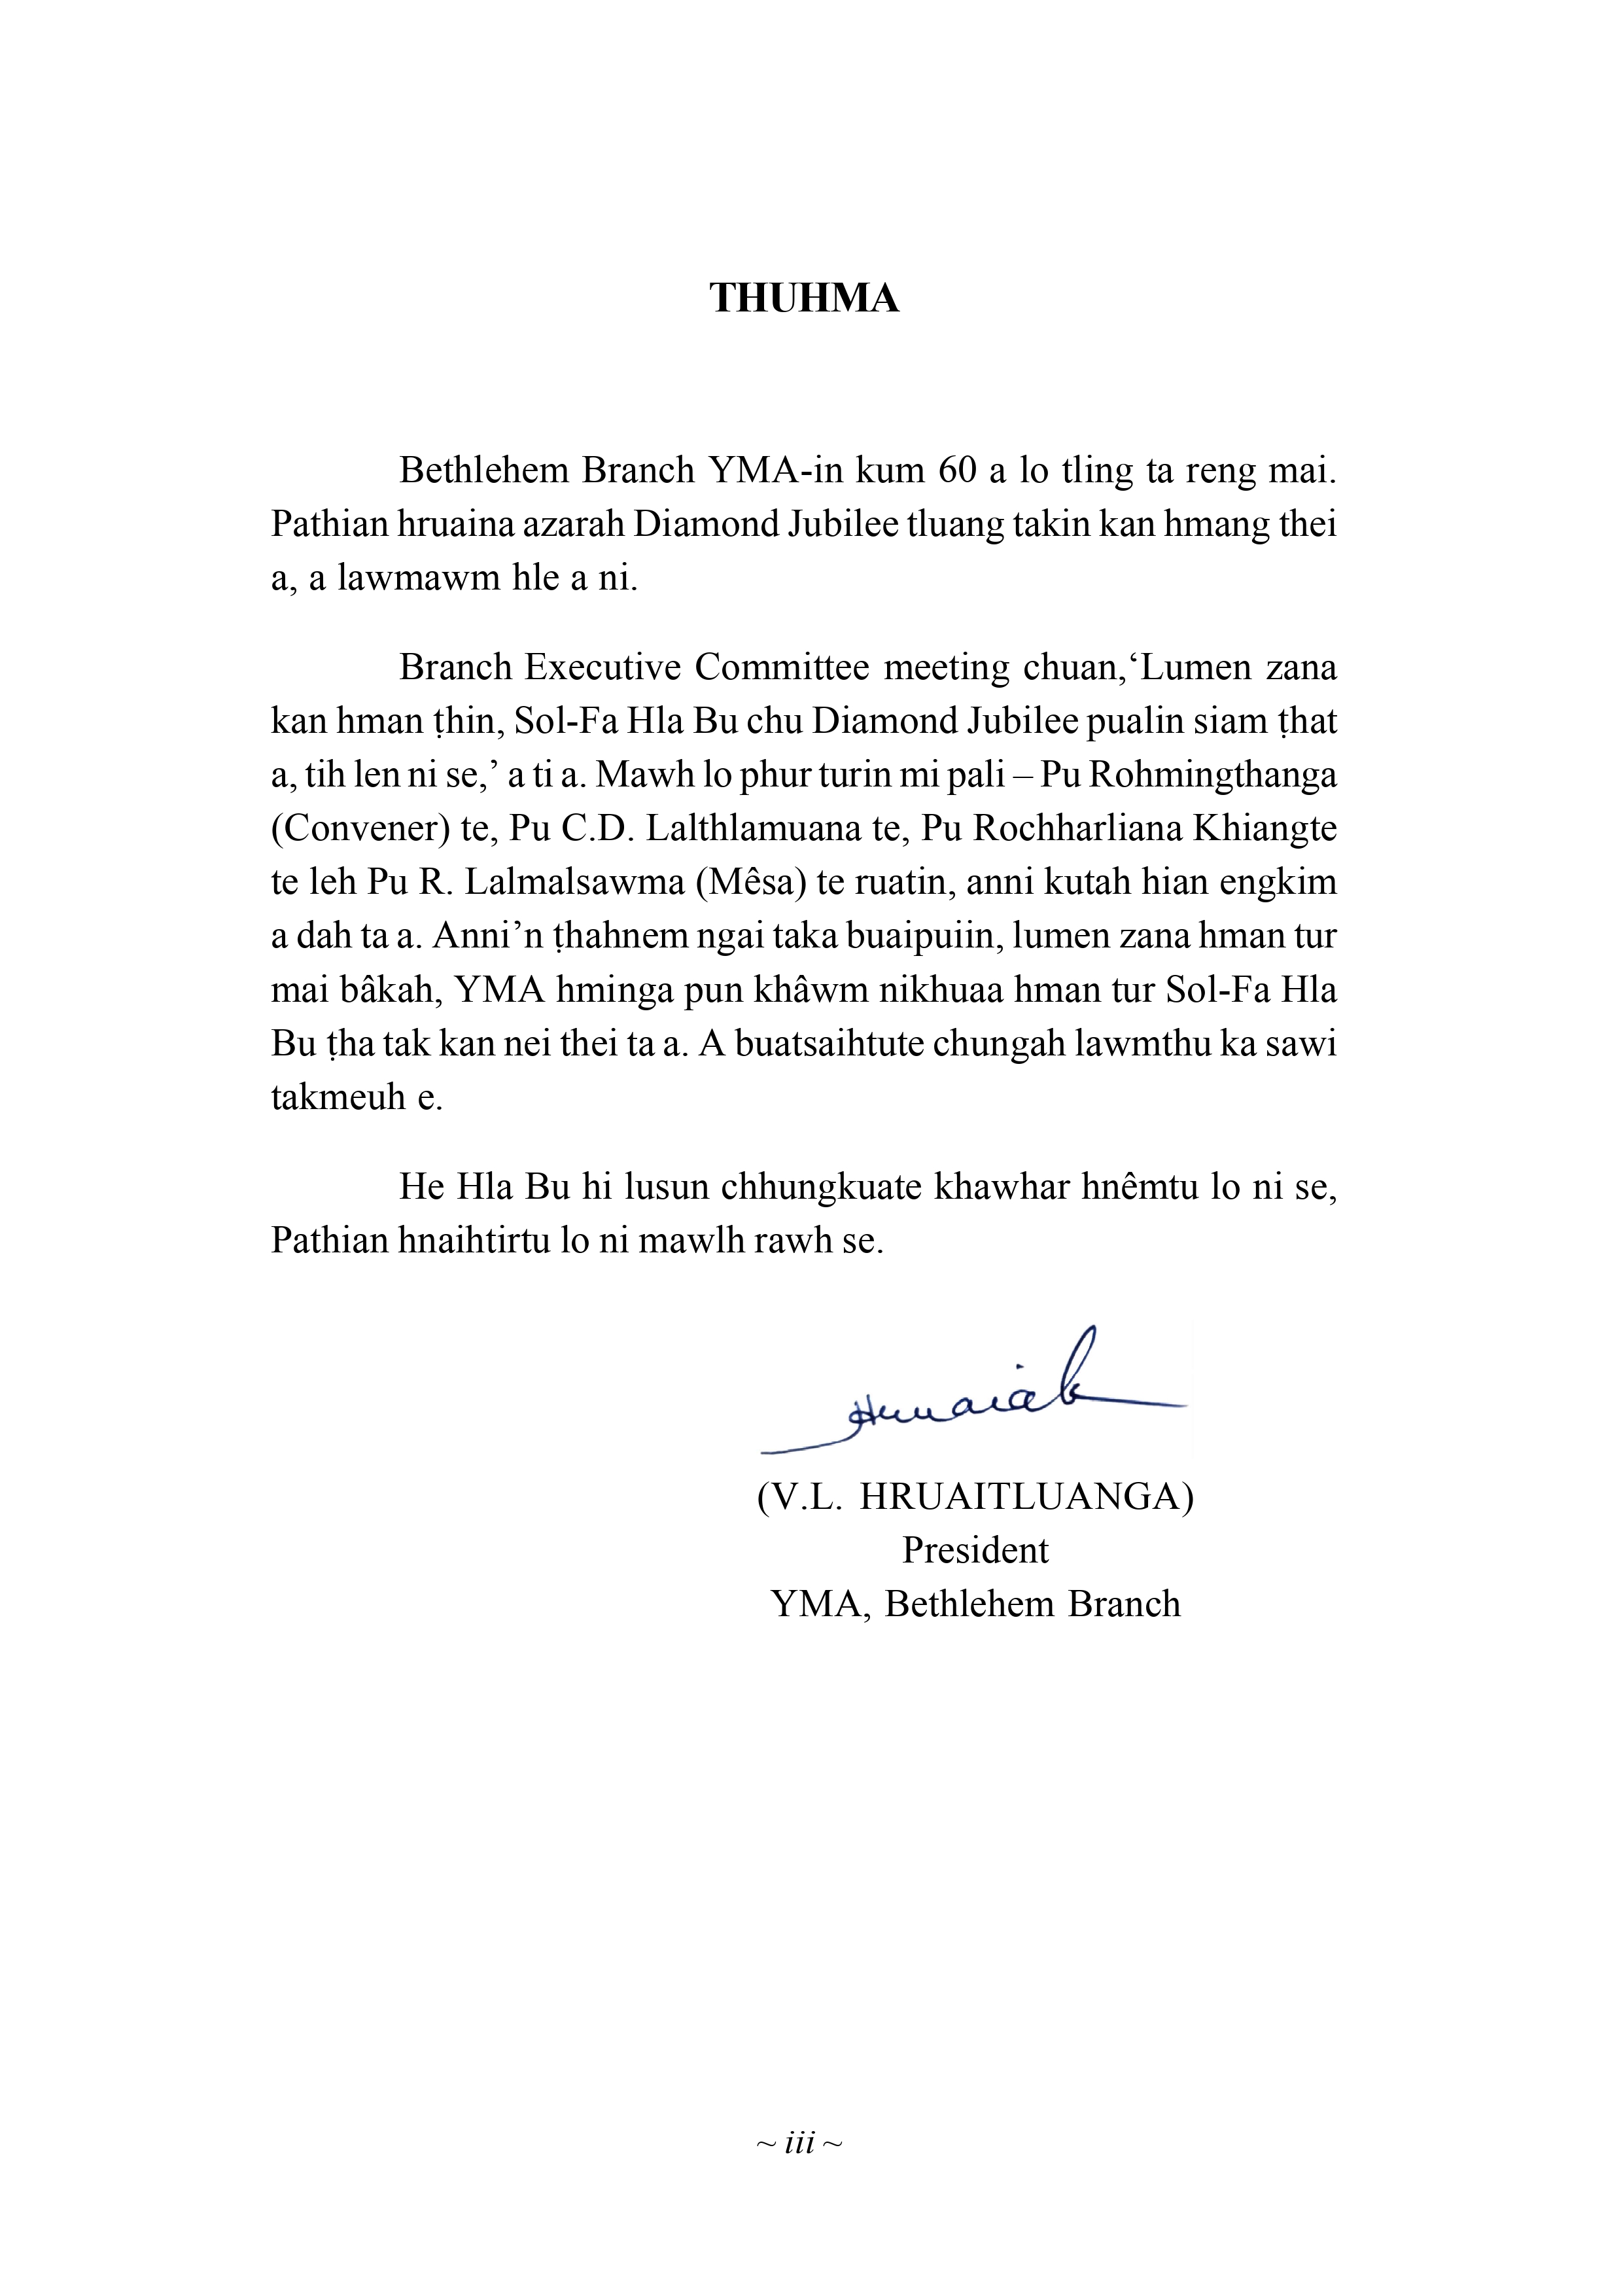 THUHMA
Bethlehem Branch YMA-in kum 60 a lo tling ta reng mai.
Pathian hruaina azarah Diamond Jubilee tluang takin kan hmang thei
a, a lawmawm hle a ni.
Branch Executive Committee meeting chuan,‘Lumen zana
kan hman ṭhin, Sol-Fa Hla Bu chu Diamond Jubilee pualin siam ṭhat
a, tih len ni se,’ a ti a. Mawh lo phur turin mi pali – Pu Rohmingthanga
(Convener) te, Pu C.D. Lalthlamuana te, Pu Rochharliana Khiangte
te leh Pu R. Lalmalsawma (Mêsa) te ruatin, anni kutah hian engkim
a dah ta a. Anni’n ṭhahnem ngai taka buaipuiin, lumen zana hman tur
mai bâkah, YMA hminga pun khâwm nikhuaa hman tur Sol-Fa Hla
Bu ṭha tak kan nei thei ta a. A buatsaihtute chungah lawmthu ka sawi
takmeuh e.
He Hla Bu hi lusun chhungkuate khawhar hnêmtu lo ni se,
Pathian hnaihtirtu lo ni mawlh rawh se.
(V.L. HRUAITLUANGA)
President
YMA, Bethlehem Branch
~ iii ~